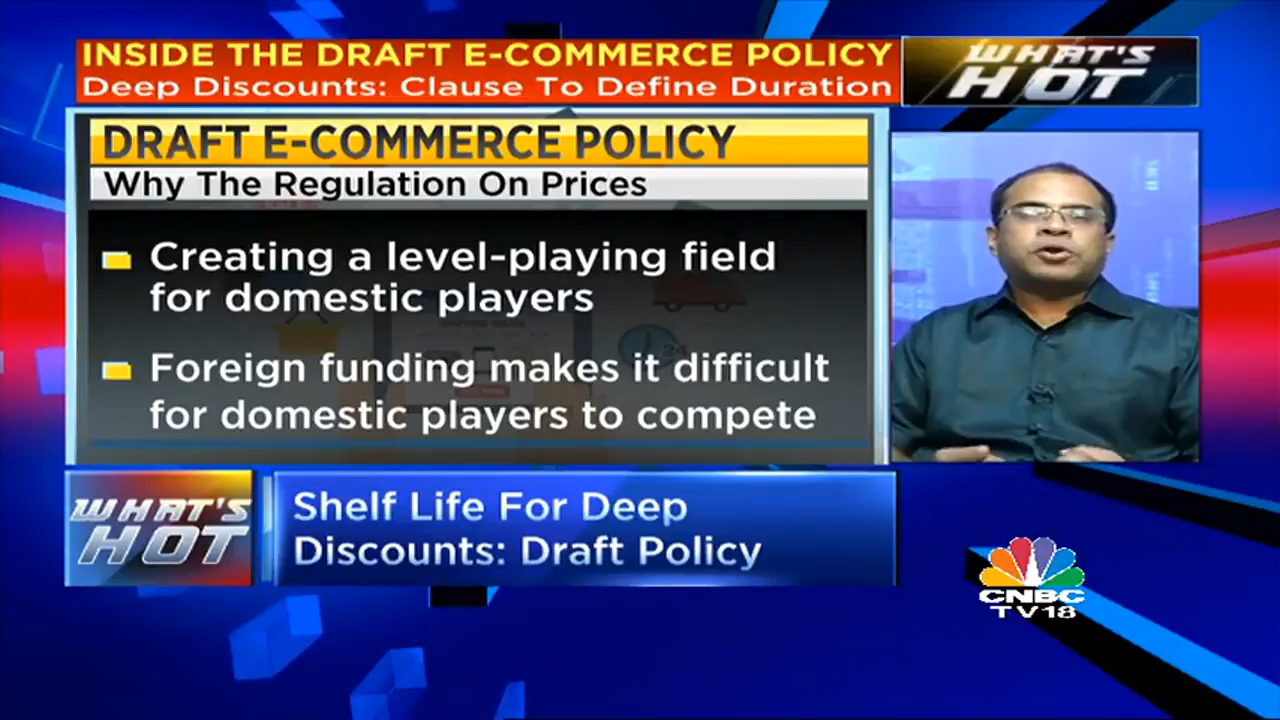 INSIDE THE DRAFT E-COMMERCE POLICY
Deep Discounts: Clause To Define Duration
WHAT'S
HOT
DRAFT E-COMMERCE POLICY
Why The Regulation On Prices
Creating a level-playing field
for domestic players
Foreign funding makes it difficult
for domestic players to compete
WHAT'S
HOT
Shelf Life For Deep
Discounts: Draft Policy
CNBC
TV18